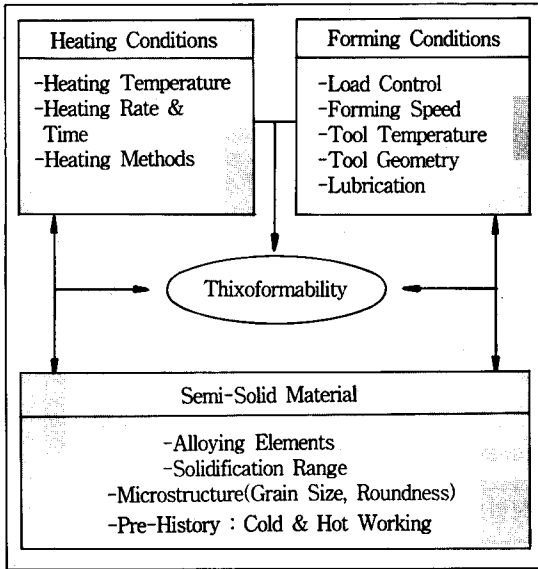 Heating Conditions
-Heating Temperature
-Heating Rate &
Time
-Heating Methods
Forming Conditions
-Load Control
-Forming Speed
-Tool Temperature
-Tool Geometry
-Lubrication
Thixoformability
Semi-Solid Material
-Alloying Elements
-Solidification Range
-Microstructure(Grain Size, Roundness)
-Pre-History : Cold & Hot Working